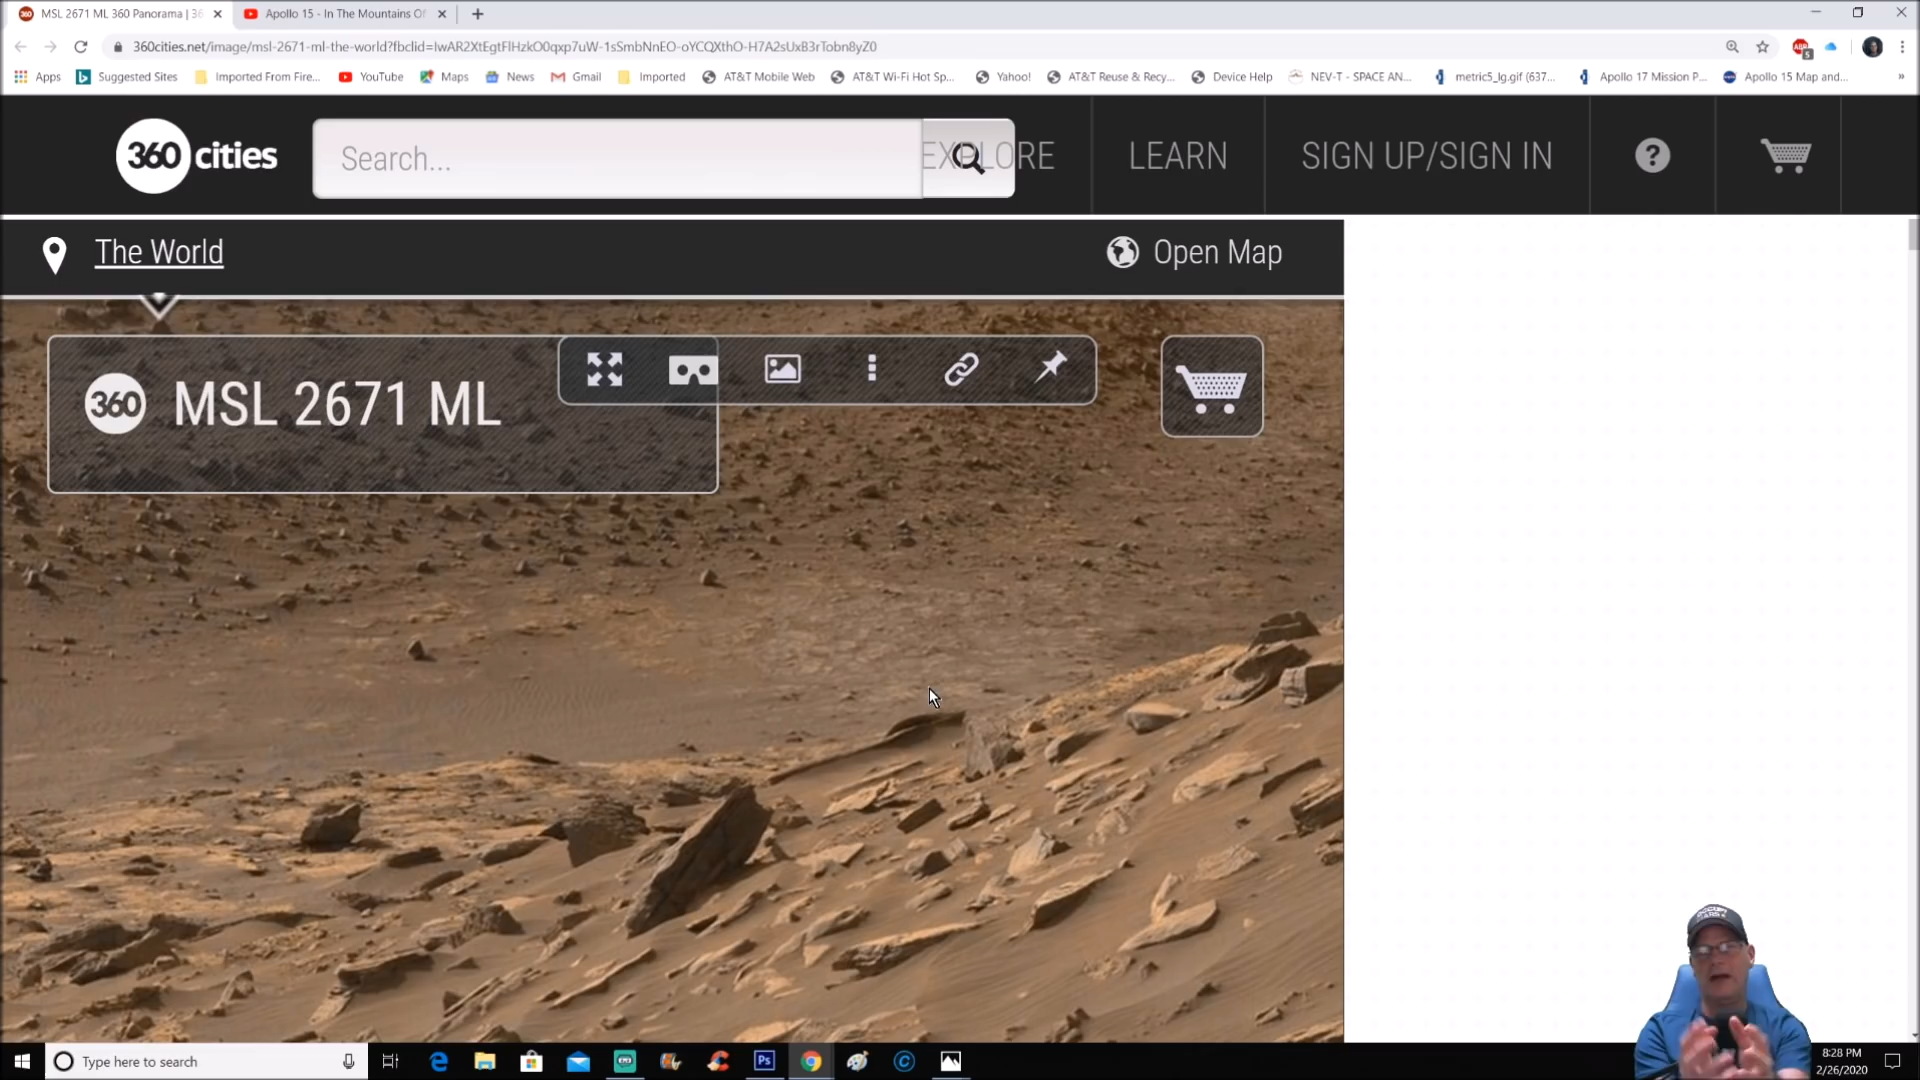 MSL 2671 ML 360 Panorama | 36
Apollo 15 - In The Mountains Of
360cities.net/image/msl-2671-ml-the-world?fbclid=IwAR2XtEgtFlHzkO0qxp7uW-1sSmbNnEO-oYCQXthO-H7A2sUxB3rTobn8yZ0
Apps
Suggested Sites
Imported From Fire...
YouTube
Maps
News
Gmail
Imported
AT&T Mobile Web
AT&T Wi-Fi Hot Sp...
Yahoo!
AT&T Reuse & Recy...
Device Help
NEV-T - SPACE AN...
metric5_lg.gif (637...
Apollo 17 Mission P...
Apollo 15 Map and...
360 cities
Search...
EXPLORE
LEARN
SIGN UP/SIGN IN
?
The World
Open Map
360 MSL 2671 ML
OCCUPY
MARS
Type here to search
Ps
8:28 PM
2/26/2020